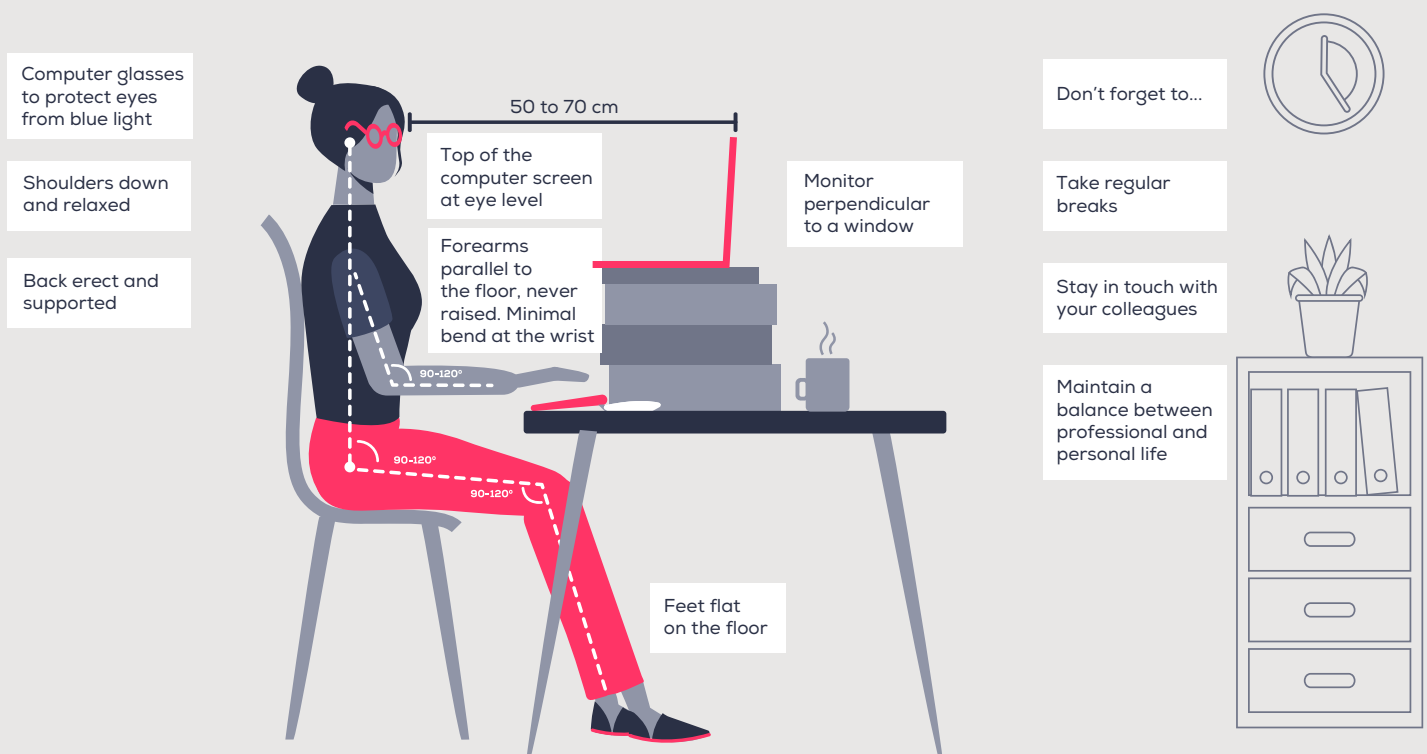 Computer glasses
to protect eyes
from blue light
Shoulders down
and relaxed
Back erect and
supported
50 to 70 cm
Top of the
computer screen
at eye level
Forearms
parallel to
the floor, never
raised. Minimal
bend at the wrist
90-120°
90-120°
90-120°
Monitor
perpendicular
to a window
Feet flat
on the floor
Don't forget to...
Take regular
breaks
Stay in touch with
your colleagues
Maintain a
balance between
professional and
personal life